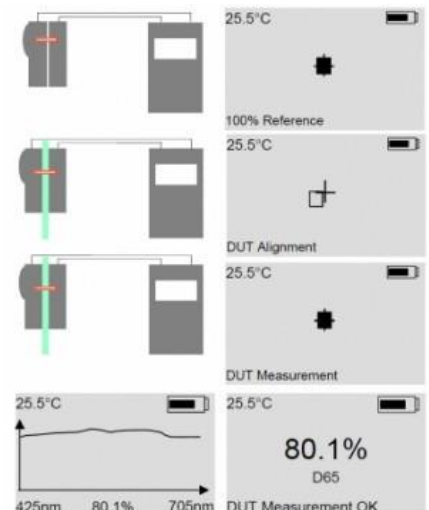 25.5°C
100% Reference
25.5°C
DUT Alignment
25.5°C
DUT Measurement
25.5°C
425nm 80.1% 705nm
25.5°C
80.1%
D65
DUT Measurement OK